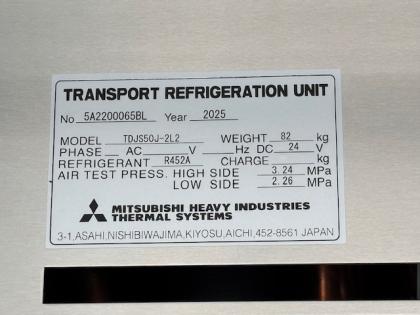 TRANSPORT REFRIGERATION UNIT
No 5A2200065BL Year 2025
MODEL TDJS50J-2L2 WEIGHT 82 kg
PHASE AC V Hz DC 24 V
REFRIGERANT R452A CHARGE kg
AIR TEST PRESS. HIGH SIDE 3.24 MPa
LOW SIDE 2.26 MPa
MITSUBISHI HEAVY INDUSTRIES
THERMAL SYSTEMS
3-1,ASAHI,NISHIBIWAJIMA,KIYOSU,AICHI,452-8561 JAPAN